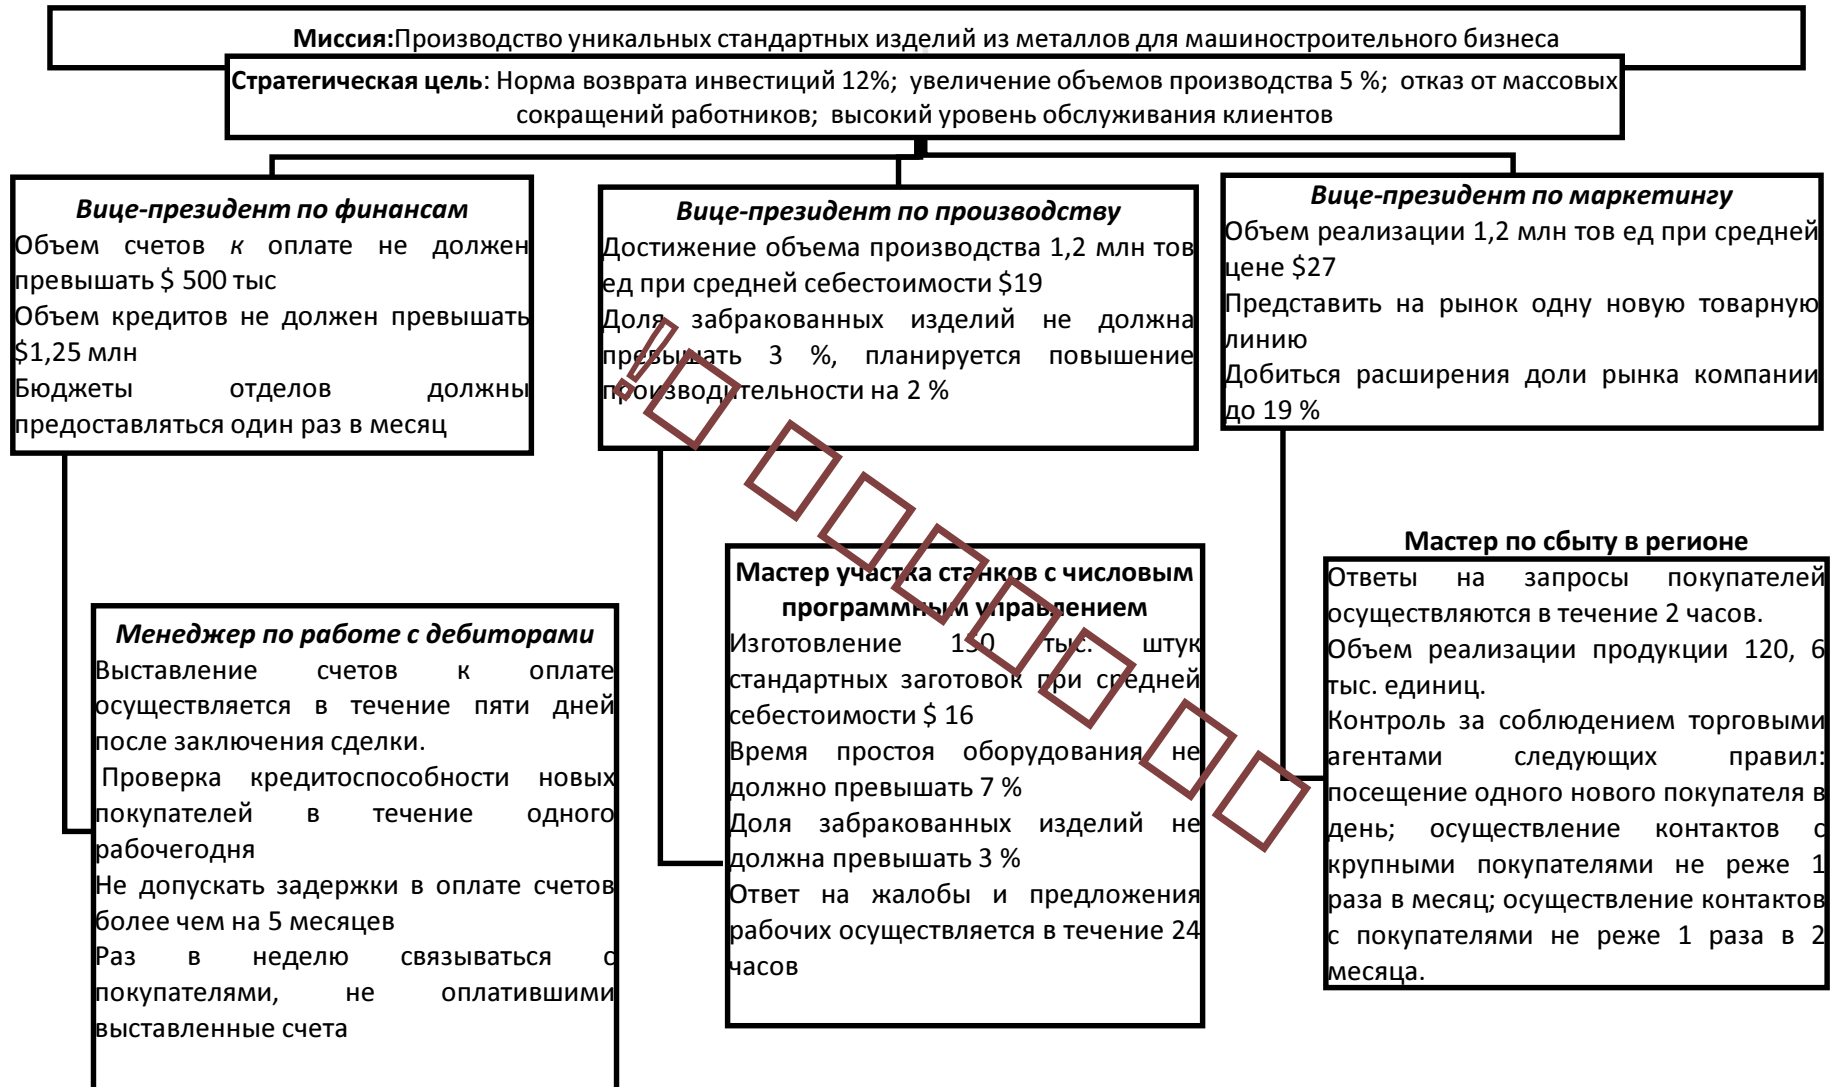 Миссия:Производство уникальных стандартных изделий из металлов для машиностроительного бизнеса
Стратегическая цель: Норма возврата инвестиций 12%; увеличение объемов производства 5 %; отказ от массовых
сокращений работников; высокий уровень обслуживания клиентов
Вице-президент по финансам
Объем счетов к оплате не должен
превышать $ 500 тыс
Объем кредитов не должен превышать
$1,25 млн
Бюджеты отделов должны
предоставляться один раз в месяц
Вице-президент по производству
Достижение объема производства 1,2 млн тов
ед при средней себестоимости $19
Доля забракованных изделий не должна
превышать 3 %, планируется повышение
производительности на 2 %
Вице-президент по маркетингу
Объем реализации 1,2 млн тов ед при средней
цене $27
Представить на рынок одну новую товарную
линию
Добиться расширения доли рынка компании
до 19 %
Менеджер по работе с дебиторами
Выставление счетов к оплате
осуществляется в течение пяти дней
после заключения сделки.
Проверка кредитоспособности новых
покупателей в течение одного
рабочегодня
Не допускать задержки в оплате счетов
более чем на 5 месяцев
Раз в неделю связываться с
покупателями, не оплатившими
выставленные счета
Мастер участка станков с числовым
программным управлением
Изготовление тыс. штук
стандартных заготовок при средней
себестоимости $ 16
Время простоя оборудования не
должно превышать 7 %
Доля забракованных изделий не
должна превышать 3 %
Ответ на жалобы и предложения
рабочих осуществляется в течение 24
часов
Мастер по сбыту в регионе
Ответы на запросы покупателей
осуществляются в течение 2 часов.
Объем реализации продукции 120, 6
тыс. единиц.
Контроль за соблюдением торговыми
агентами следующих правил:
посещение одного нового покупателя в
день; осуществление контактов с
крупными покупателями не реже 1
раза в месяц; осуществление контактов
с покупателями не реже 1 раза в 2
месяца.